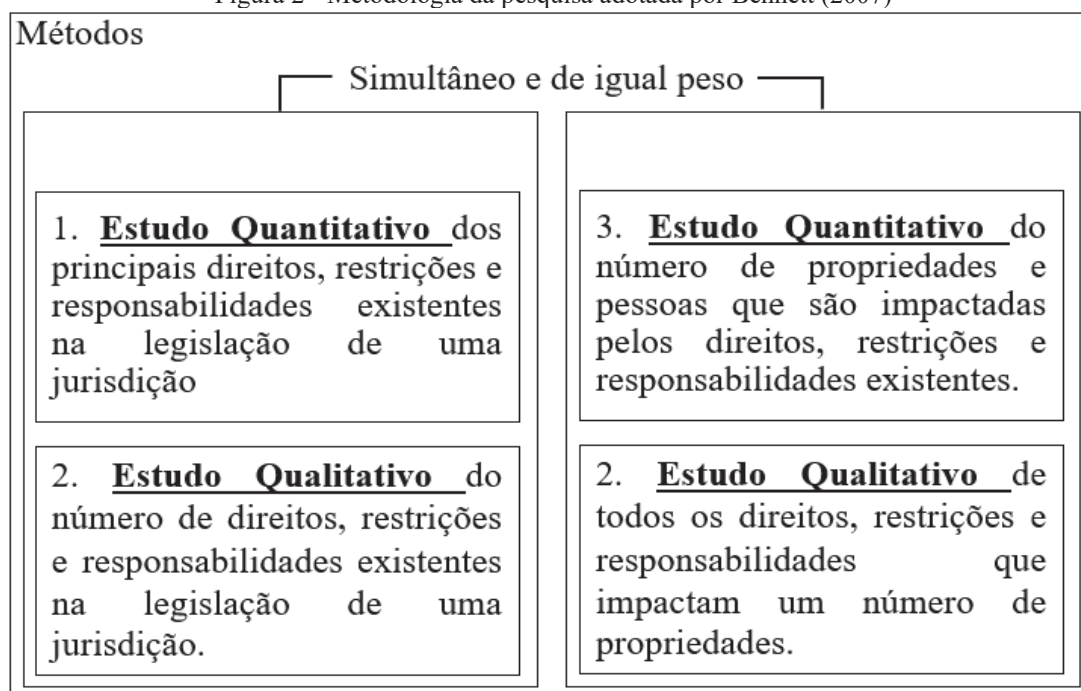 Figura 2 - Metodologia da pesquisa adotada por Bennett (2007)
Métodos
Simultâneo e de igual peso
1. Estudo Quantitativo dos
principais direitos, restrições e
responsabilidades existentes
na legislação de uma
jurisdição
2. Estudo Qualitativo do
número de direitos, restrições
e responsabilidades existentes
na legislação de uma
jurisdição.
3. Estudo Quantitativo do
número de propriedades e
pessoas que são impactadas
pelos direitos, restrições e
responsabilidades existentes.
2. Estudo Qualitativo de
todos os direitos, restrições e
responsabilidades que
impactam um número de
propriedades.